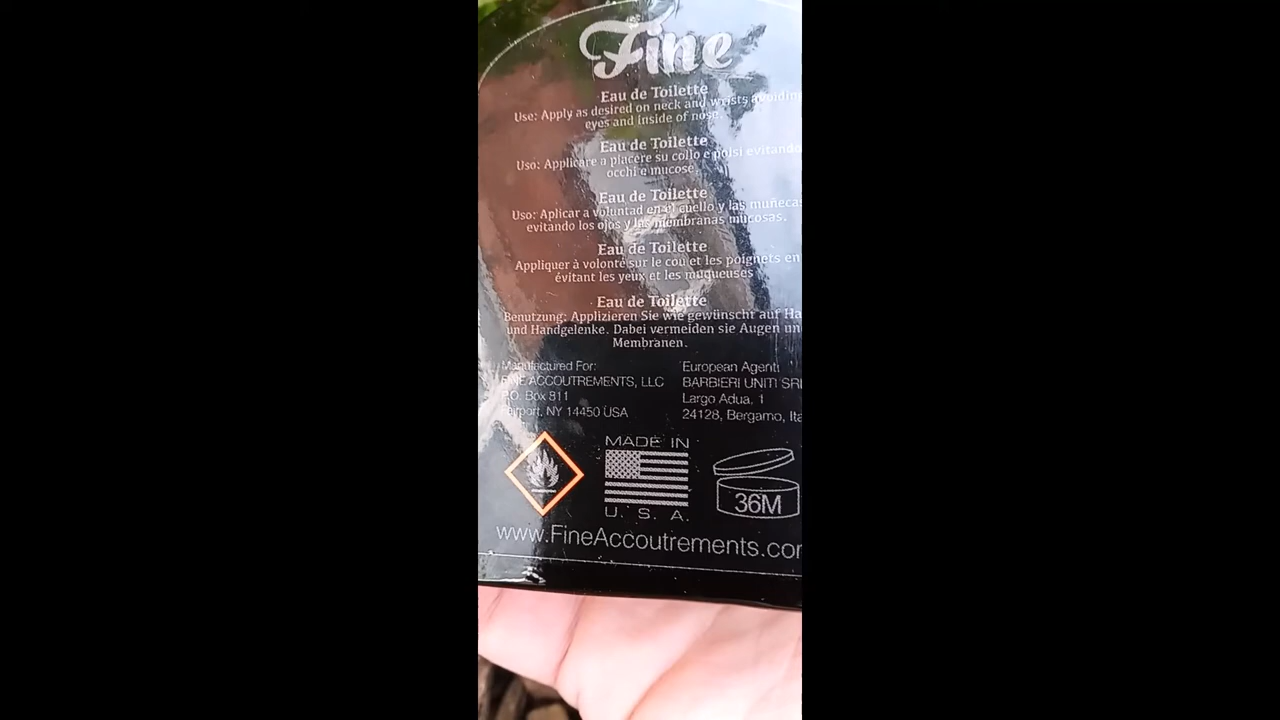 Fine
Eau de Toilette
Use: Apply as desired on neck and wrists avoiding
eyes and inside of nose.
Eau de Toilette
Uso: Applicare a piacere su collo e polsi evitando
occhi e mucose.
Eau de Toilette
Uso: Aplicar a voluntad en el cuello y las muñecas
evitando los ojos y las membranas mucosas.
Eau de Toilette
Appliquer à volonté sur le cou et les poignets en
évitant les yeux et les muqueuses
Eau de Toilette
Benutzung: Applizieren Sie wie gewünscht auf Ha
und Handgelenke. Dabei vermeiden sie Augen un
Membranen.
Manufactured For:
FINE ACCOUTREMENTS, LLC
P.O. Box 811
Fairport, NY 14450 USA
European Agent:
BARBIERI UNITI SRL
Largo Adua, 1
24128, Bergamo, Ita
MADE IN
U. S. A.
36M
www.FineAccoutrements.com